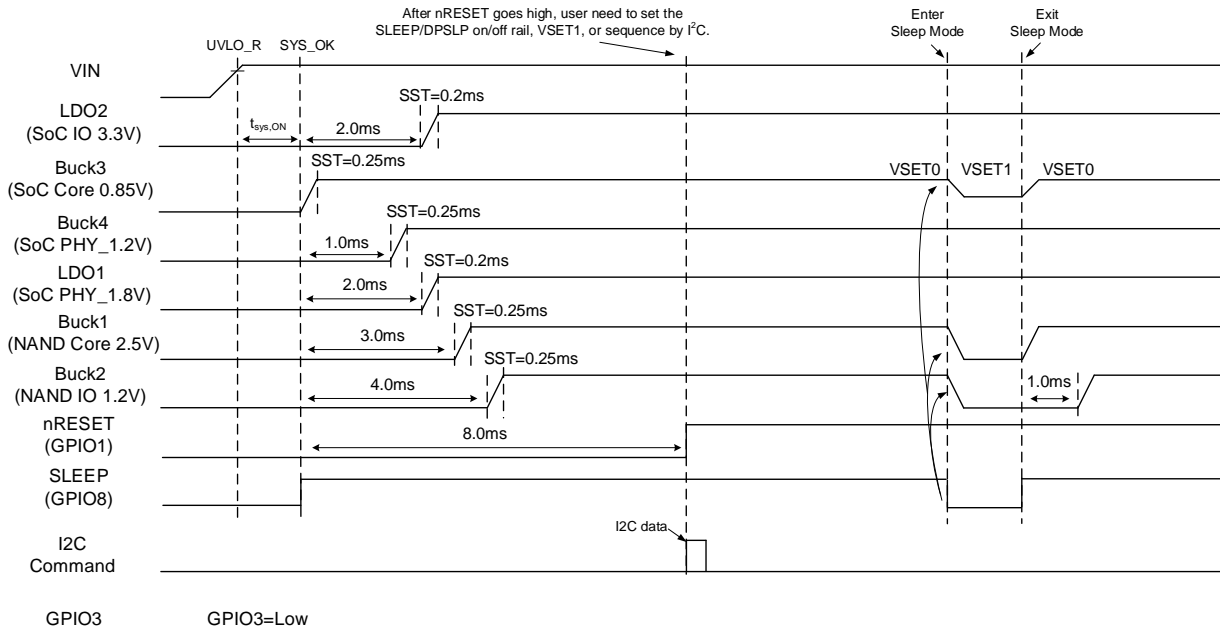 After nRESET goes high, user need to set the
SLEEP/DPSLP on/off rail, VSET1, or sequence by I²C.
Enter
Sleep Mode
Exit
Sleep Mode
UVLO_R
SYS_OK
VIN
LDO2
(SoC IO 3.3V)
tsys,ON
2.0ms
SST=0.2ms
Buck3
(SoC Core 0.85V)
SST=0.25ms
VSET0
VSET1
VSET0
Buck4
(SoC PHY_1.2V)
1.0ms
SST=0.25ms
LDO1
(SoC PHY_1.8V)
2.0ms
SST=0.2ms
Buck1
(NAND Core 2.5V)
3.0ms
SST=0.25ms
Buck2
(NAND IO 1.2V)
4.0ms
SST=0.25ms
1.0ms
nRESET
(GPIO1)
8.0ms
SLEEP
(GPIO8)
I2C data
I2C
Command
GPIO3
GPIO3=Low